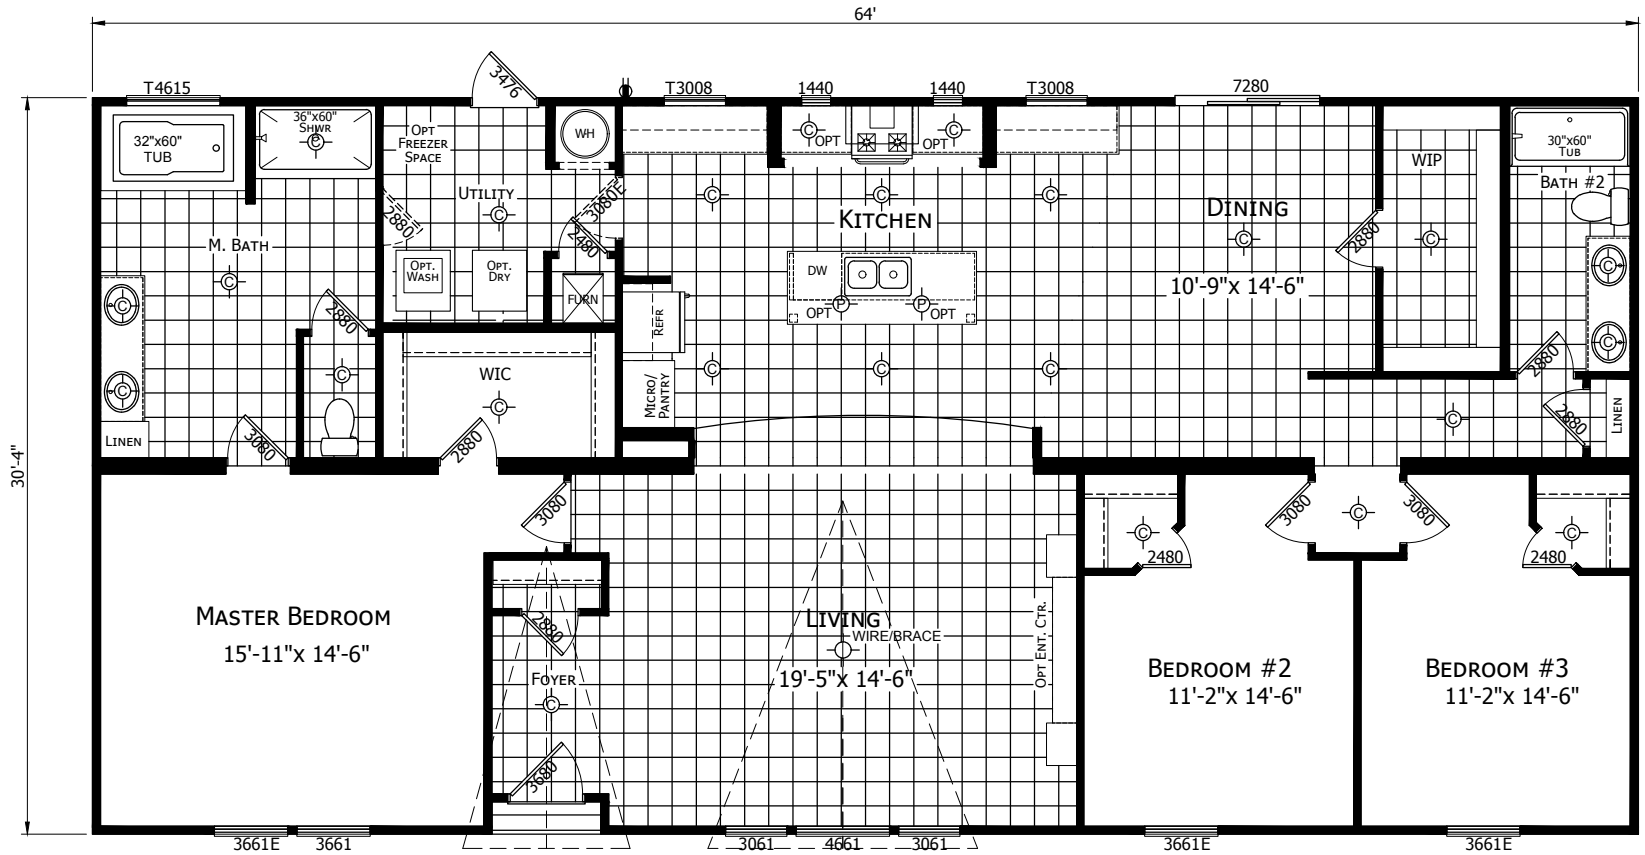 64'
T4615
3476
T3008
1440
1440
T3008
7280
32"x60"
TUB
36"x60"
SHWR
C
OPT
FREEZER
SPACE
WH
C
OPT
C
OPT
WIP
30"x60"
TUB
BATH #2
UTILITY
C
2880
3080E
2480
C
C
C
KITCHEN
DINING
C
10'-9"x 14'-6"
2880
C
M. BATH
C
OPT.
WASH
OPT.
DRY
FURN
DW
P
P
OPT
OPT
REFR
C
C
C
C
2880
C
WIC
C
MICRO/
PANTRY
C
C
C
C
2880
2880
LINEN
LINEN
3080
2880
30'-4"
3080
C
2480
3080
C
3080
C
2480
MASTER BEDROOM
15'-11"x 14'-6"
2880
FOYER
C
3680
LIVING
WIRE/BRACE
19'-5"x 14'-6"
OPT ENT. CTR.
BEDROOM #2
11'-2"x 14'-6"
BEDROOM #3
11'-2"x 14'-6"
3661E
3661
3061
4661
3061
3661E
3661E